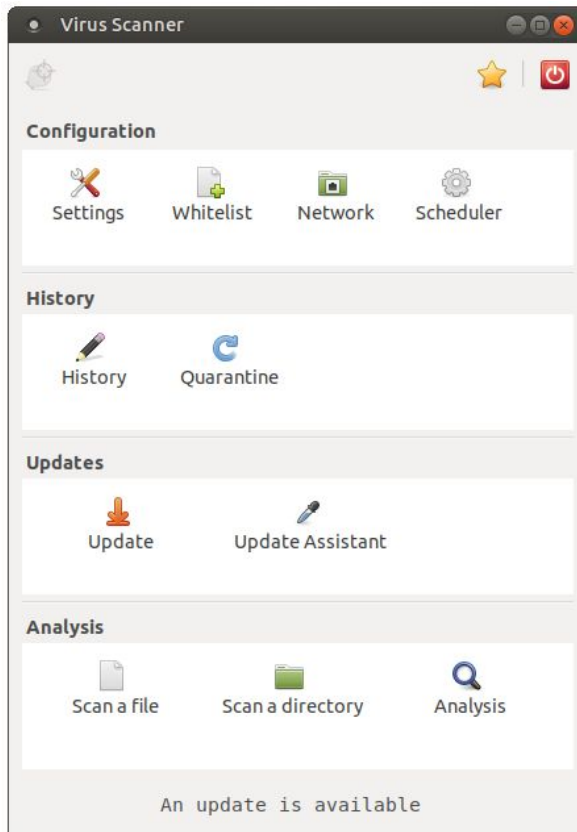 Virus Scanner
Configuration
Settings Whitelist Network Scheduler
History
History Quarantine
Updates
Update Update Assistant
Analysis
Scan a file Scan a directory Analysis
An update is available